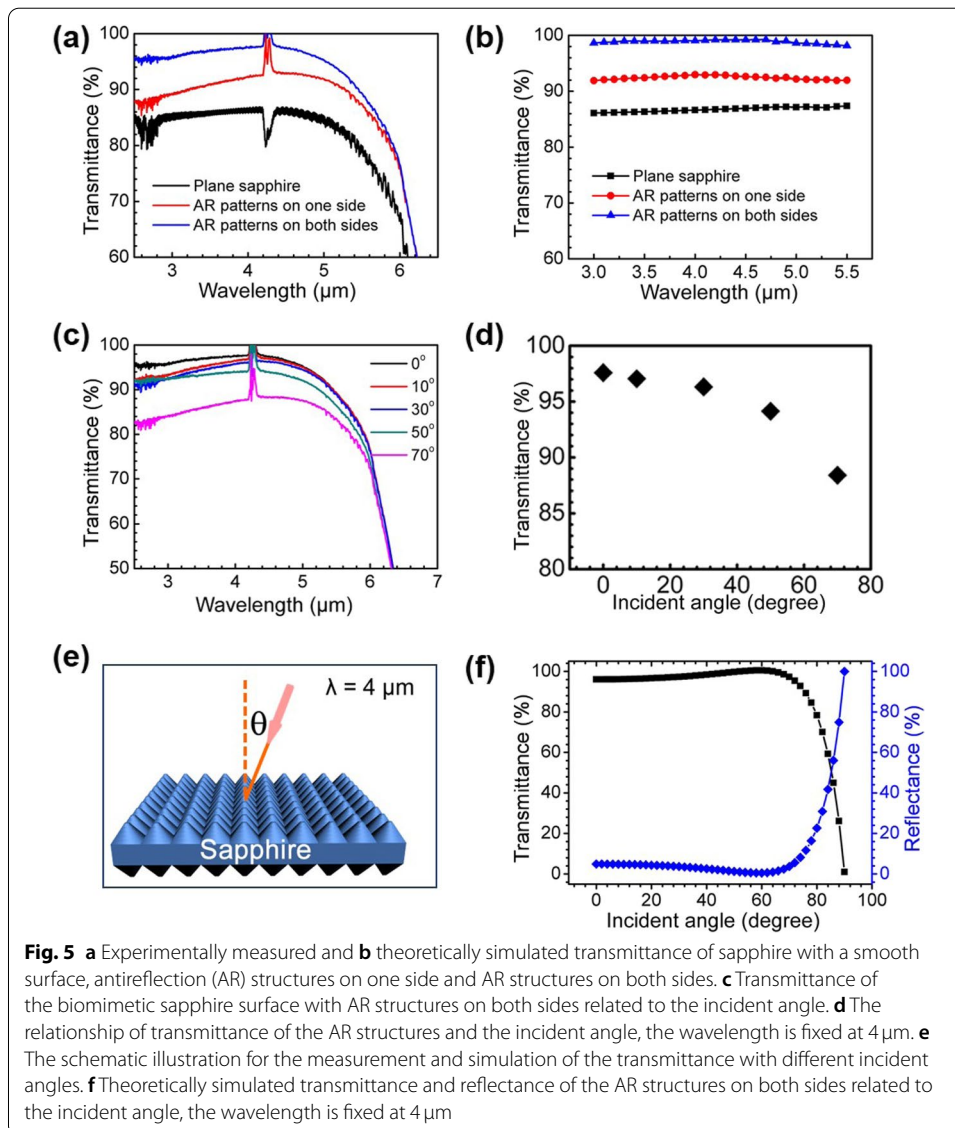 (a)
100
90
80
70
60
Transmittance (%)
Plane sapphire
AR patterns on one side
AR patterns on both sides
3 4 5 6
Wavelength (μm)
(b)
100
90
80
70
60
Transmittance (%)
Plane sapphire
AR patterns on one side
AR patterns on both sides
3.0 3.5 4.0 4.5 5.0 5.5
Wavelength (μm)
(c)
100
90
80
70
60
50
Transmittance (%)
0°
10°
30°
50°
70°
3 4 5 6 7
Wavelength (μm)
(d)
100
95
90
85
80
Transmittance (%)
0 20 40 60 80
Incident angle (degree)
(e)
λ = 4 μm
θ
Sapphire
(f)
100
80
60
40
20
0
Transmittance (%)
100
80
60
40
20
0
Reflectance (%)
0 20 40 60 80 100
Incident angle (degree)
Fig. 5 a Experimentally measured and b theoretically simulated transmittance of sapphire with a smooth
surface, antireflection (AR) structures on one side and AR structures on both sides. c Transmittance of
the biomimetic sapphire surface with AR structures on both sides related to the incident angle. d The
relationship of transmittance of the AR structures and the incident angle, the wavelength is fixed at 4 μm. e
The schematic illustration for the measurement and simulation of the transmittance with different incident
angles. f Theoretically simulated transmittance and reflectance of the AR structures on both sides related to
the incident angle, the wavelength is fixed at 4 μm